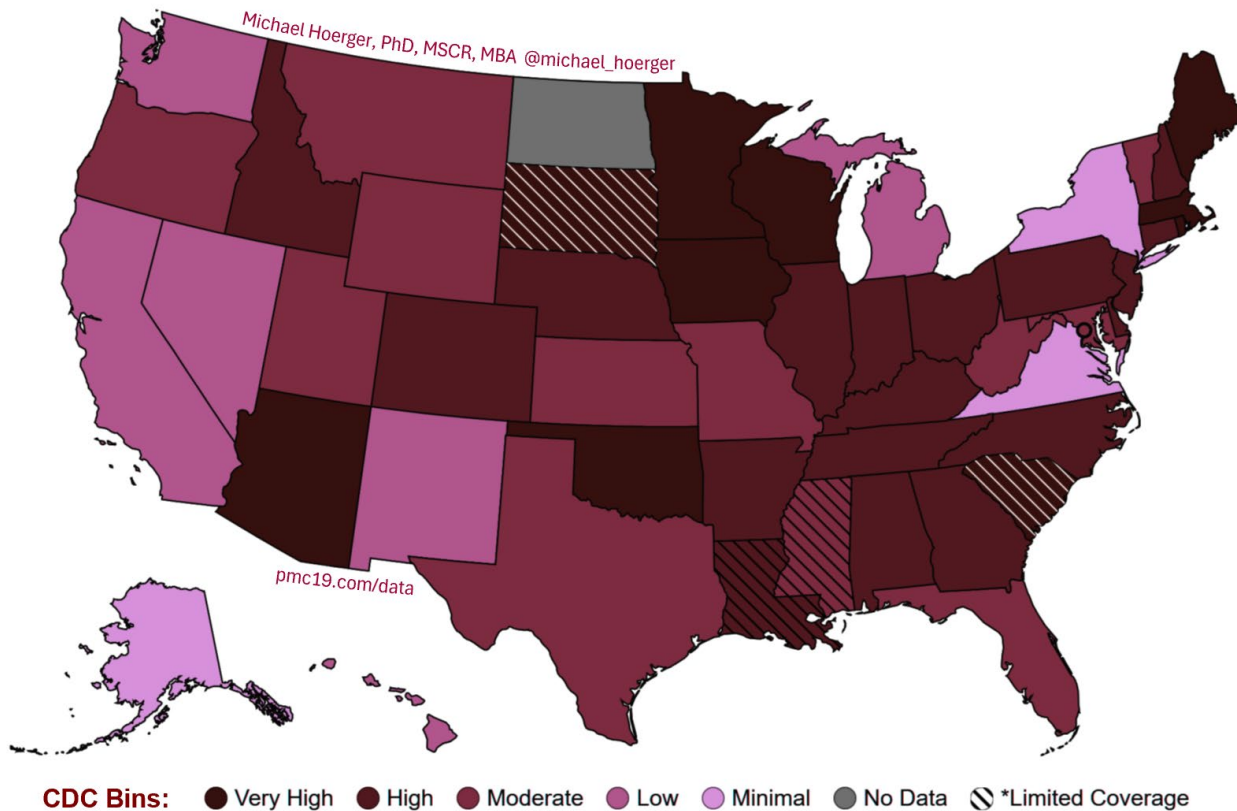 Michael Hoerger, PhD, MSCR, MBA @michael_hoerger
pmc19.com/data
CDC Bins: Very High High Moderate Low Minimal No Data *Limited Coverage